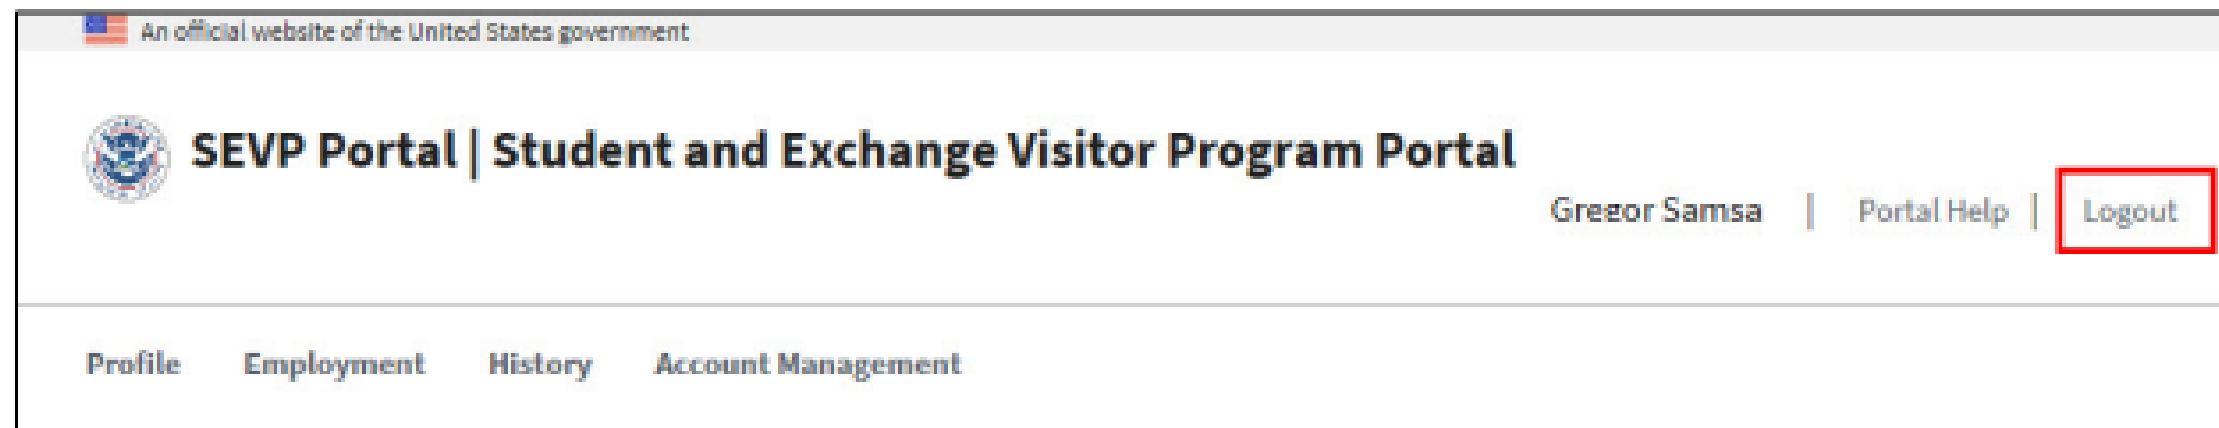 An official website of the United States government
SEVP Portal | Student and Exchange Visitor Program Portal
Gregor Samsa | Portal Help | Logout
Profile Employment History Account Management